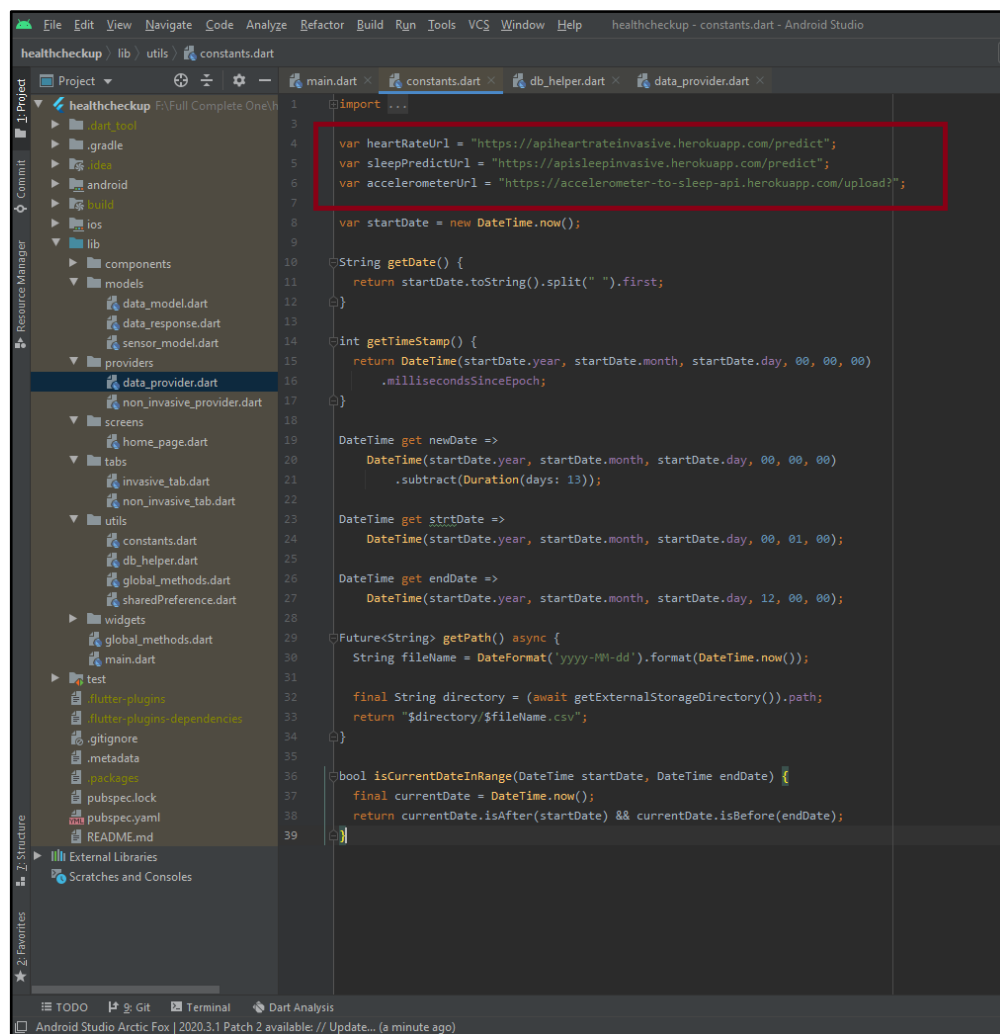 File Edit View Navigate Code Analyze Refactor Build Run Tools VCS Window Help healthcheckup - constants.dart - Android Studio
healthcheckup lib utils constants.dart
Project
main.dart constants.dart db_helper.dart data_provider.dart
1: Project
Commit
Resource Manager
7: Structure
2: Favorites
healthcheckup F:\Full Complete One\h
.dart_tool
.gradle
.idea
android
build
ios
lib
components
models
data_model.dart
data_response.dart
sensor_model.dart
providers
data_provider.dart
non_invasive_provider.dart
screens
home_page.dart
tabs
invasive_tab.dart
non_invasive_tab.dart
utils
constants.dart
db_helper.dart
global_methods.dart
sharedPreference.dart
widgets
global_methods.dart
main.dart
test
.flutter-plugins
.flutter-plugins-dependencies
.gitignore
.metadata
.packages
pubspec.lock
pubspec.yaml
README.md
External Libraries
Scratches and Consoles
1 import ...
3
4 var heartRateUrl = "https://apiheartrateinvasive.herokuapp.com/predict";
5 var sleepPredictUrl = "https://apisleepinvasive.herokuapp.com/predict";
6 var accelerometerUrl = "https://accelerometer-to-sleep-api.herokuapp.com/upload?";
7
8 var startDate = new DateTime.now();
9
10 String getDate() {
11 return startDate.toString().split(" ").first;
12 }
13
14 int getTimeStamp() {
15 return DateTime(startDate.year, startDate.month, startDate.day, 00, 00, 00)
16 .millisecondsSinceEpoch;
17 }
18
19 DateTime get newDate =>
20 DateTime(startDate.year, startDate.month, startDate.day, 00, 00, 00)
21 .subtract(Duration(days: 13));
22
23 DateTime get strtDate =>
24 DateTime(startDate.year, startDate.month, startDate.day, 00, 01, 00);
25
26 DateTime get endDate =>
27 DateTime(startDate.year, startDate.month, startDate.day, 12, 00, 00);
28
29 Future<String> getPath() async {
30 String fileName = DateFormat('yyyy-MM-dd').format(DateTime.now());
31
32 final String directory = (await getExternalStorageDirectory()).path;
33 return "$directory/$fileName.csv";
34 }
35
36 bool isCurrentDateInRange(DateTime startDate, DateTime endDate) {
37 final currentDate = DateTime.now();
38 return currentDate.isAfter(startDate) && currentDate.isBefore(endDate);
39 }
TODO 9: Git Terminal Dart Analysis
Android Studio Arctic Fox | 2020.3.1 Patch 2 available: // Update... (a minute ago)